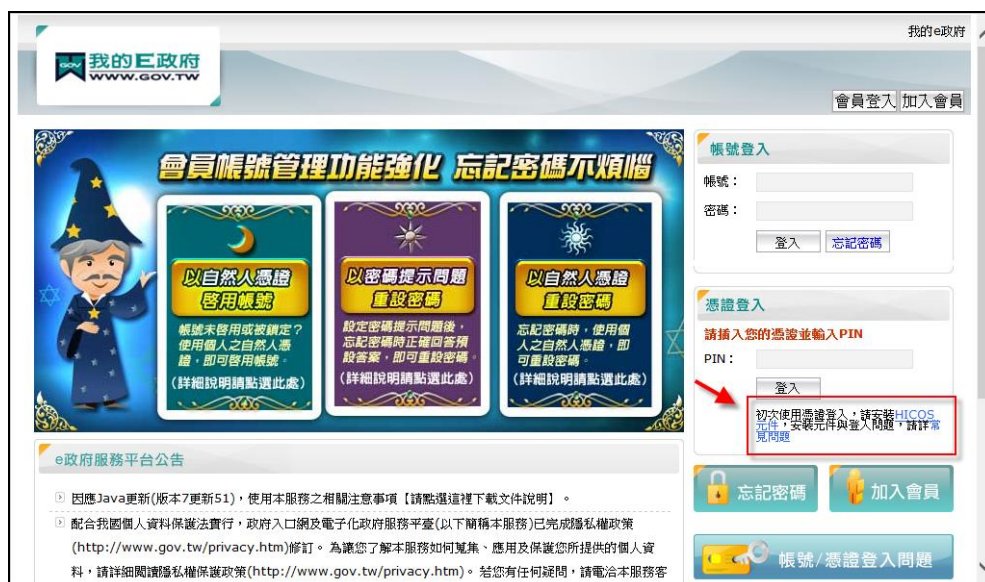 我的e政府
我的E政府
WWW.GOV.TW
會員登入 加入會員
會員帳號管理功能強化 忘記密碼不煩惱
以自然人憑證
啟用帳號
帳號未啟用或被鎖定？
使用個人之自然人憑
證，即可啟用帳號。
(詳細說明請點選此處)
以密碼提示問題
重設密碼
設定密碼提示問題後，
忘記密碼時正確回答預
設答案，即可重設密碼。
(詳細說明請點選此處)
以自然人憑證
重設密碼
忘記密碼時，使用個
人之自然人憑證，即
可重設密碼。
(詳細說明請點選此處)
帳號登入
帳號：
密碼：
登入 忘記密碼
憑證登入
請插入您的憑證並輸入PIN
PIN：
登入
初次使用憑證登入，請安裝HICOS
元件，安裝元件與登入問題，請詳常
見問題
忘記密碼
加入會員
帳號/憑證登入問題
e政府服務平台公告
因應Java更新(版本7更新51)，使用本服務之相關注意事項【請點選這裡下載文件說明】。
配合我國個人資料保護法實行，政府入口網及電子化政府服務平臺(以下簡稱本服務)已完成隱私權政策
(http://www.gov.tw/privacy.htm)修訂。為讓您了解本服務如何蒐集、應用及保護您所提供的個人資
料，請詳細閱讀隱私權保護政策(http://www.gov.tw/privacy.htm)。若您有任何疑問，請電洽本服務客